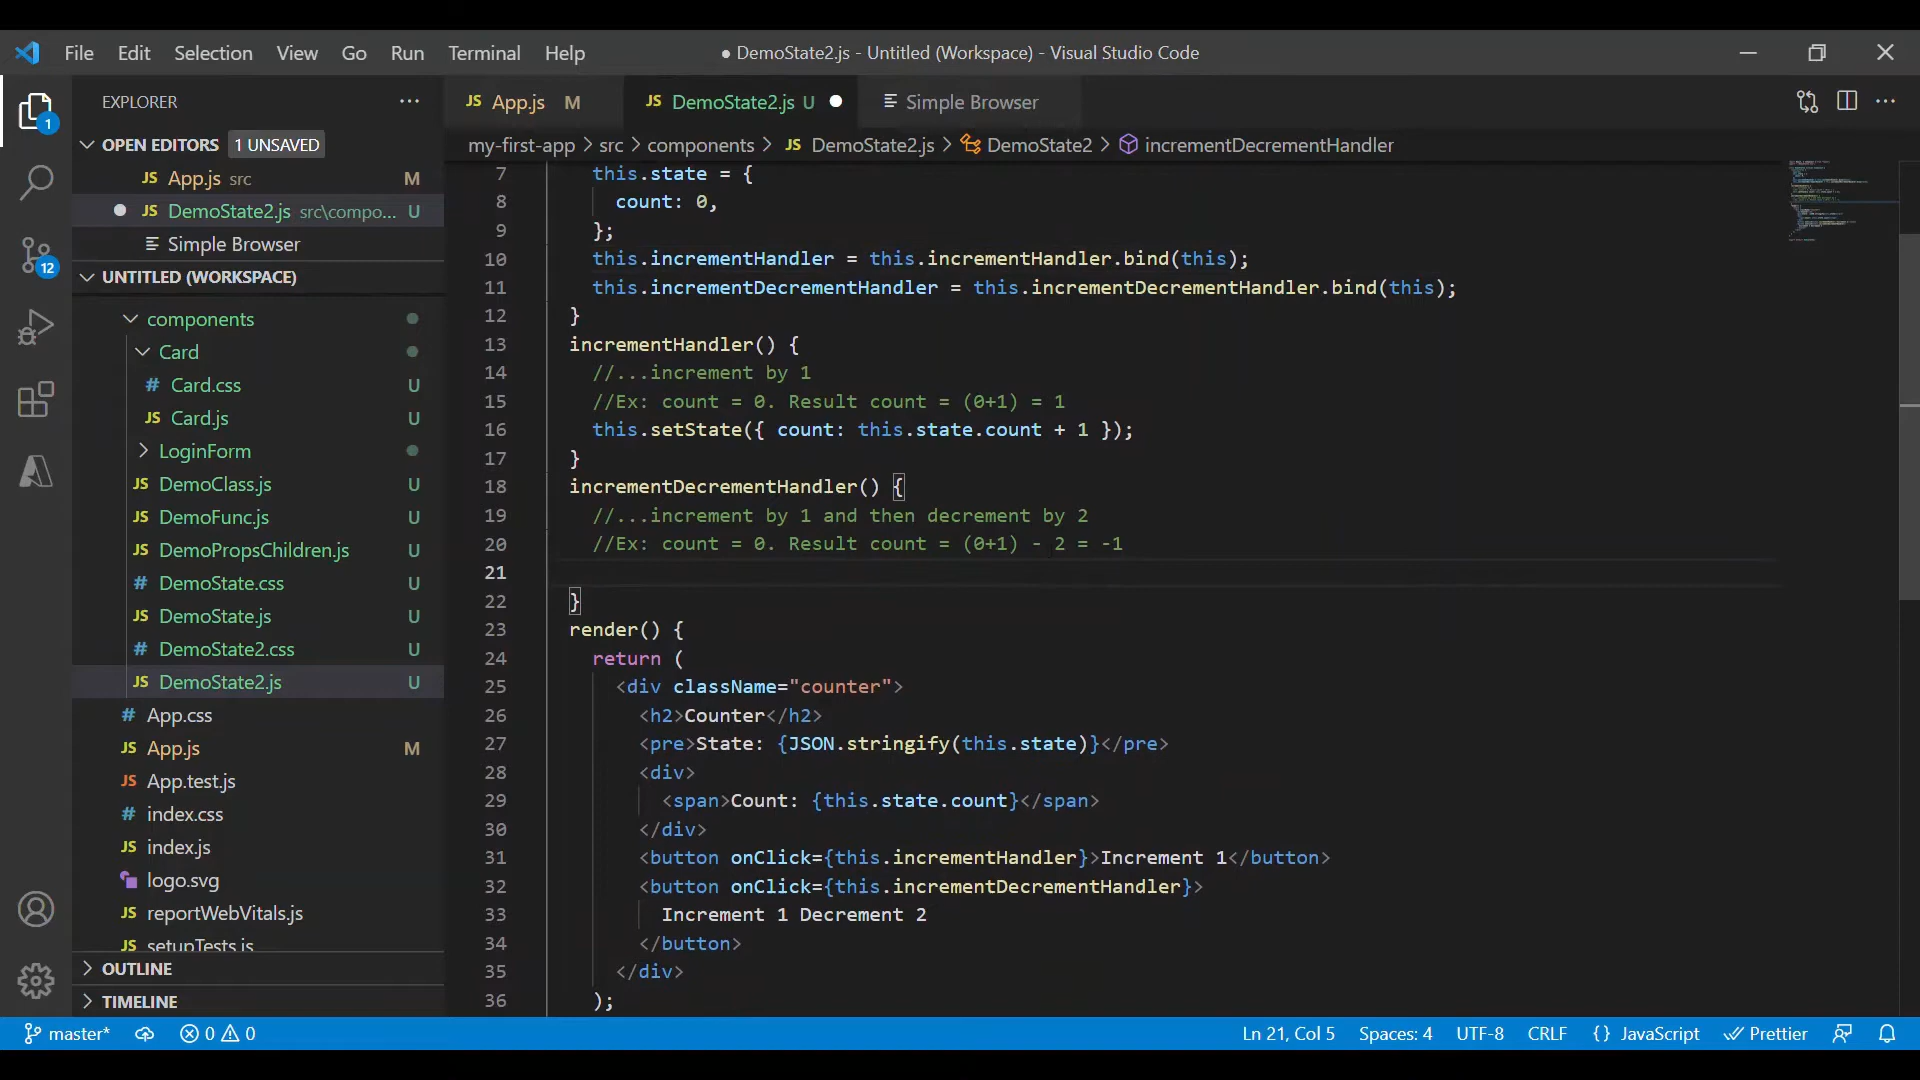 File Edit Selection View Go Run Terminal Help ● DemoState2.js - Untitled (Workspace) - Visual Studio Code
EXPLORER ...
OPEN EDITORS 1 UNSAVED
JS App.js src M
● JS DemoState2.js src\compo... U
Simple Browser
UNTITLED (WORKSPACE)
components
Card
# Card.css U
JS Card.js U
LoginForm
JS DemoClass.js U
JS DemoFunc.js U
JS DemoPropsChildren.js U
# DemoState.css U
JS DemoState.js U
# DemoState2.css U
JS DemoState2.js U
# App.css
JS App.js M
JS App.test.js
# index.css
JS index.js
logo.svg
JS reportWebVitals.js
JS setupTests.js
OUTLINE
TIMELINE
1
12
JS App.js M JS DemoState2.js U ● Simple Browser
my-first-app > src > components > JS DemoState2.js > DemoState2 > incrementDecrementHandler
7 this.state = {
8 count: 0,
9 };
10 this.incrementHandler = this.incrementHandler.bind(this);
11 this.incrementDecrementHandler = this.incrementDecrementHandler.bind(this);
12 }
13 incrementHandler() {
14 //...increment by 1
15 //Ex: count = 0. Result count = (0+1) = 1
16 this.setState({ count: this.state.count + 1 });
17 }
18 incrementDecrementHandler() {
19 //...increment by 1 and then decrement by 2
20 //Ex: count = 0. Result count = (0+1) - 2 = -1
21
22 }
23 render() {
24 return (
25 <div className="counter">
26 <h2>Counter</h2>
27 <pre>State: {JSON.stringify(this.state)}</pre>
28 <div>
29 <span>Count: {this.state.count}</span>
30 </div>
31 <button onClick={this.incrementHandler}>Increment 1</button>
32 <button onClick={this.incrementDecrementHandler}>
33 Increment 1 Decrement 2
34 </button>
35 </div>
36 );
master* 0 0 Ln 21, Col 5 Spaces: 4 UTF-8 CRLF {} JavaScript Prettier